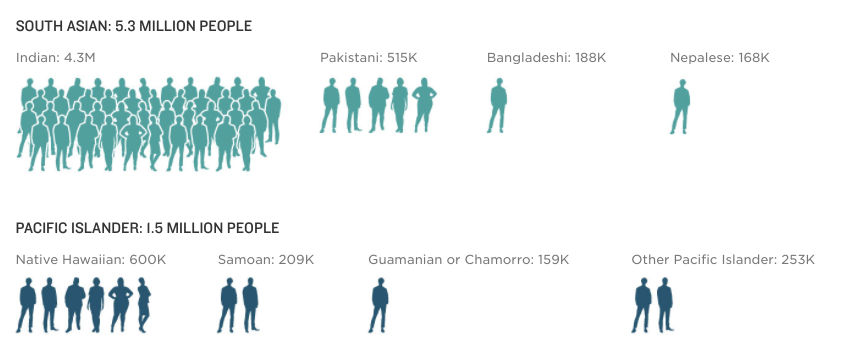 SOUTH ASIAN: 5.3 MILLION PEOPLE
Indian: 4.3M
Pakistani: 515K
Bangladeshi: 188K
Nepalese: 168K
PACIFIC ISLANDER: 1.5 MILLION PEOPLE
Native Hawaiian: 600K
Samoan: 209K
Guamanian or Chamorro: 159K
Other Pacific Islander: 253K